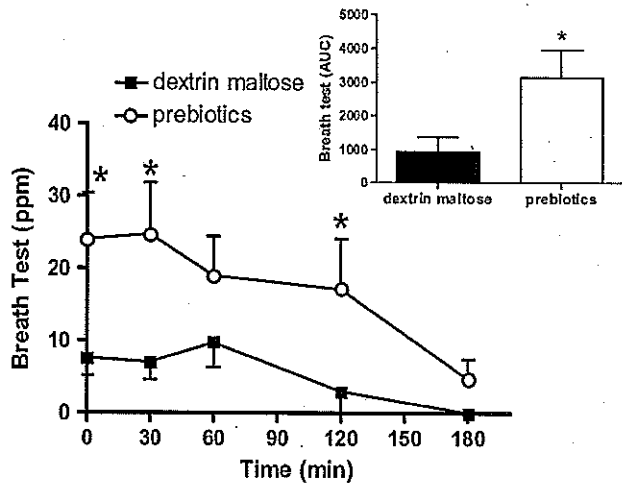 dextrin maltose
prebiotics
Breath Test (ppm)
40
30
20
10
0
* * *
0 30 60 90 120 150 180
Time (min)
Breath test (AUC)
5000
4000
3000
2000
1000
0
*
dextrin maltose prebiotics